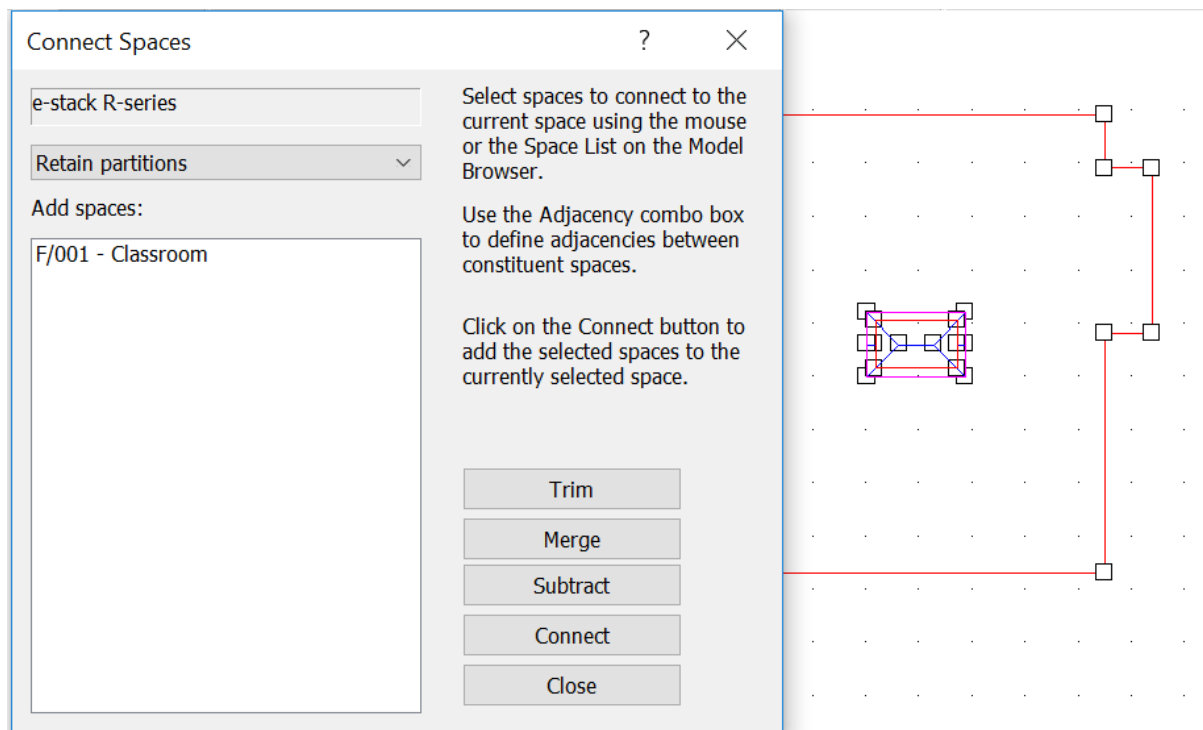 Connect Spaces
?
e-stack R-series
Retain partitions
Add spaces:
F/001 - Classroom
Select spaces to connect to the
current space using the mouse
or the Space List on the Model
Browser.
Use the Adjacency combo box
to define adjacencies between
constituent spaces.
Click on the Connect button to
add the selected spaces to the
currently selected space.
Trim
Merge
Subtract
Connect
Close